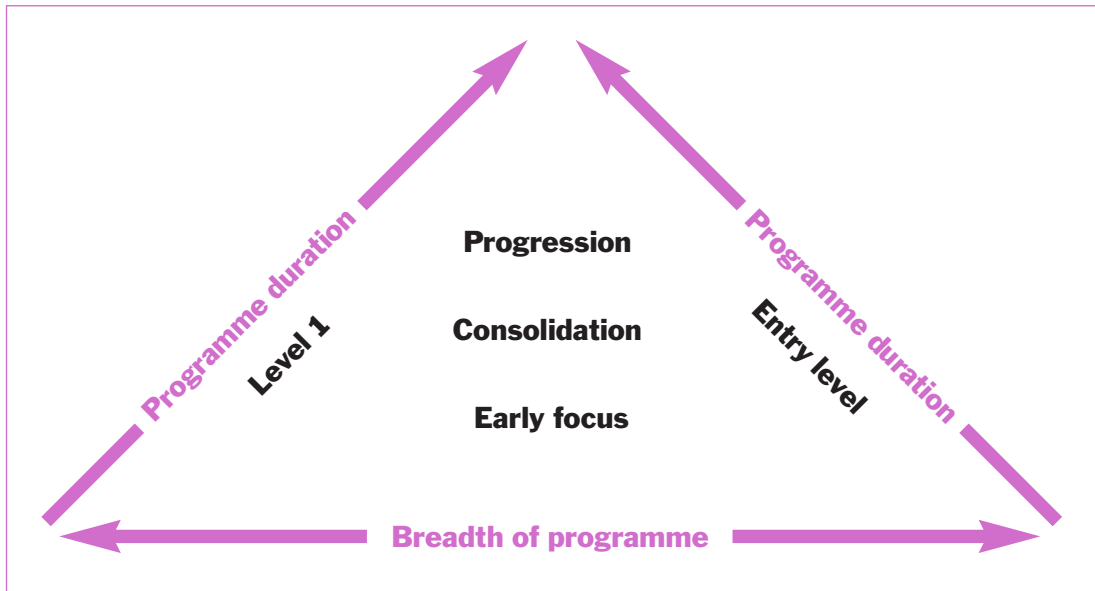 Programme duration
Level 1
Progression
Consolidation
Early focus
Programme duration
Entry level
Breadth of programme